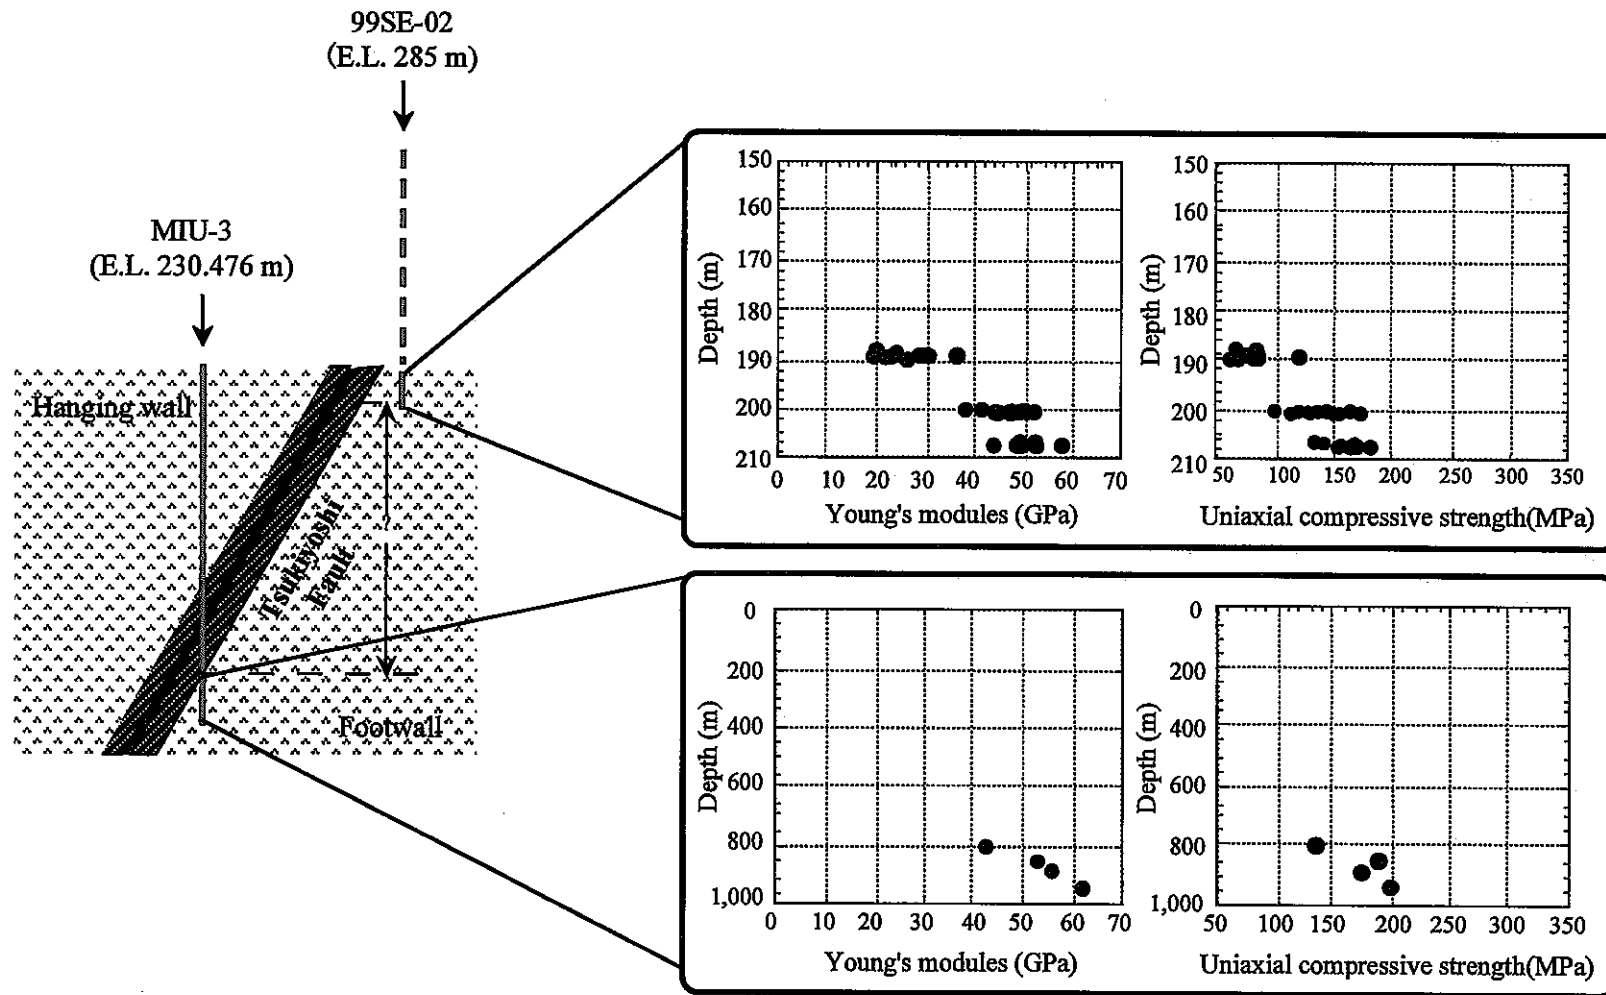 99SE-02
(E.L. 285 m)
MIU-3
(E.L. 230.476 m)
Hanging wall
Tsukiyoshi
Fault
Footwall
150
160
170
180
190
200
210
Depth (m)
0 10 20 30 40 50 60 70
Young's modules (GPa)
150
160
170
180
190
200
210
Depth (m)
50 100 150 200 250 300 350
Uniaxial compressive strength(MPa)
0
200
400
600
800
1,000
Depth (m)
0 10 20 30 40 50 60 70
Young's modules (GPa)
0
200
400
600
800
1,000
Depth (m)
50 100 150 200 250 300 350
Uniaxial compressive strength(MPa)